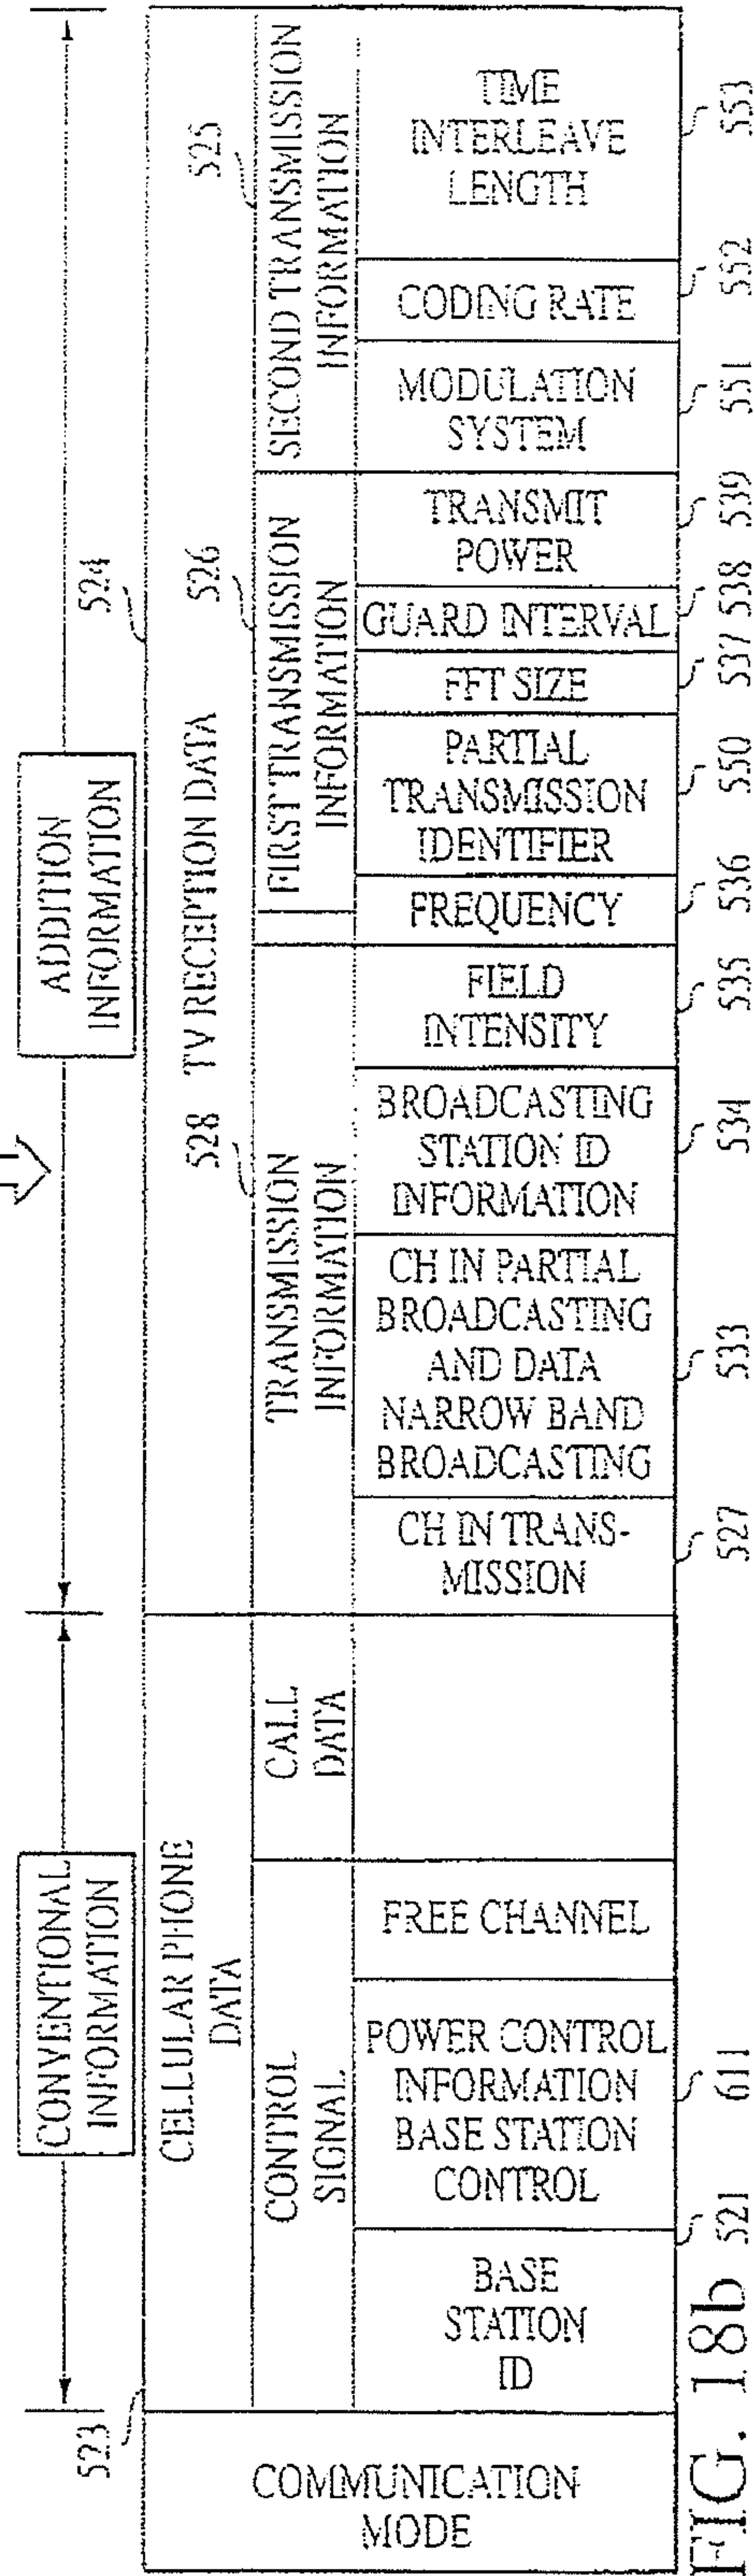 CONVENTIONAL
INFORMATION
ADDITION
INFORMATION
523
524
COMMUNICATION
MODE
CELLULAR PHONE
DATA
TV RECEPTION DATA
528
526
525
CONTROL
SIGNAL
CALL
DATA
TRANSMISSION
INFORMATION
FIRST TRANSMISSION
INFORMATION
SECOND TRANSMISSION
INFORMATION
BASE
STATION
ID
POWER CONTROL
INFORMATION
BASE STATION
CONTROL
FREE CHANNEL
CH IN TRANS-
MISSION
CH IN PARTIAL
BROADCASTING
AND DATA
NARROW BAND
BROADCASTING
BROADCASTING
STATION ID
INFORMATION
FIELD
INTENSITY
FREQUENCY
PARTIAL
TRANSMISSION
IDENTIFIER
FFT SIZE
GUARD INTERVAL
TRANSMIT
POWER
MODULATION
SYSTEM
CODING RATE
TIME
INTERLEAVE
LENGTH
521
611
527
533
534
535
536
550
537
538
539
551
552
553
FIG. 18b